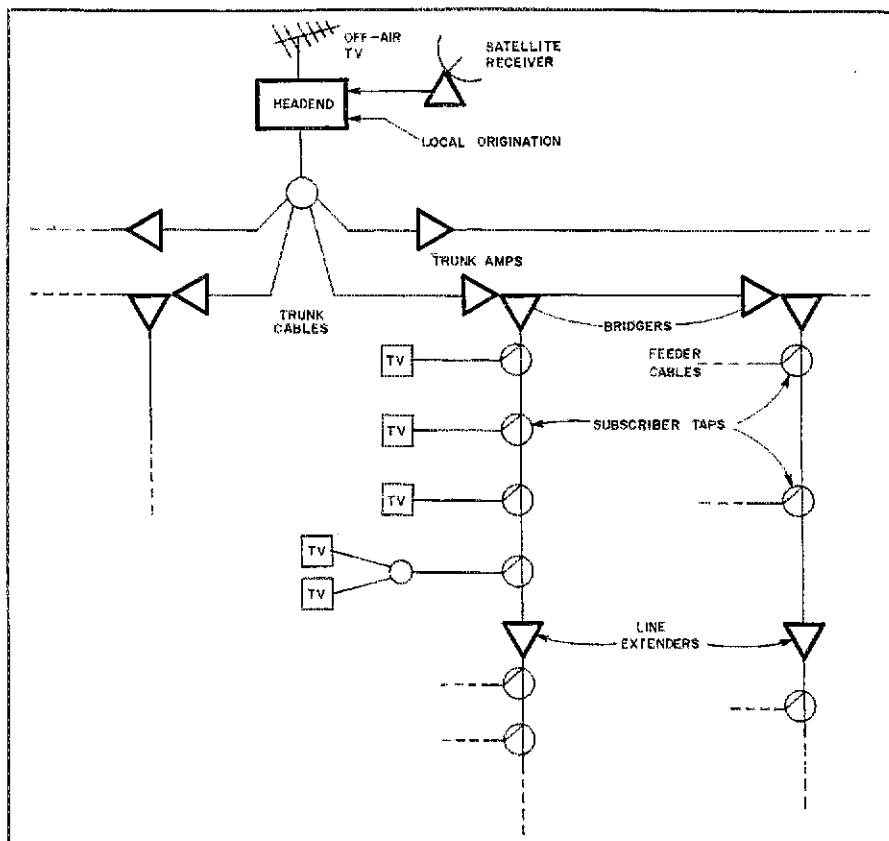 OFF-AIR
TV
SATELLITE
RECEIVER
HEADEND
LOCAL ORIGINATION
TRUNK AMPS
TRUNK
CABLES
BRIDGERS
TV
FEEDER
CABLES
TV
SUBSCRIBER TAPS
TV
TV
TV
LINE
EXTENDERS